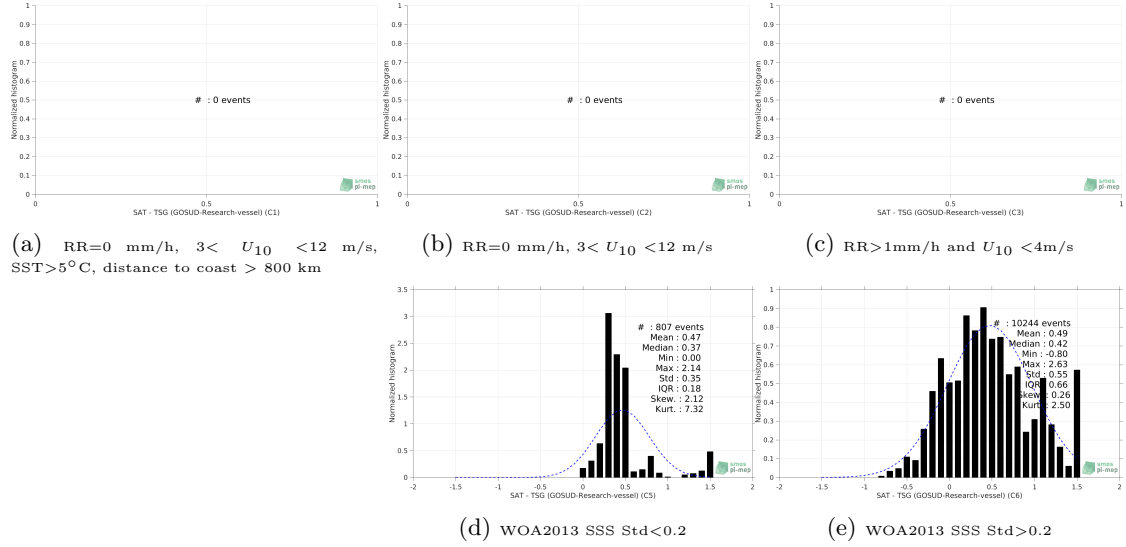 1
0.9
0.8
0.7
0.6
0.5
0.4
0.3
0.2
0.1
0
Normalized histogram
# : 0 events
smos
pi-mep
0 0.5 1
SAT - TSG (GOSUD-Research-vessel) (C1)
(a) RR=0 mm/h, 3< U10 <12 m/s,
SST>5°C, distance to coast > 800 km
1
0.9
0.8
0.7
0.6
0.5
0.4
0.3
0.2
0.1
0
Normalized histogram
# : 0 events
smos
pi-mep
0 0.5 1
SAT - TSG (GOSUD-Research-vessel) (C2)
(b) RR=0 mm/h, 3< U10 <12 m/s
1
0.9
0.8
0.7
0.6
0.5
0.4
0.3
0.2
0.1
0
Normalized histogram
# : 0 events
smos
pi-mep
0 0.5 1
SAT - TSG (GOSUD-Research-vessel) (C3)
(c) RR>1mm/h and U10 <4m/s
3.5
3
2.5
2
1.5
1
0.5
0
Normalized histogram
# : 807 events
Mean : 0.47
Median : 0.37
Min : 0.00
Max : 2.14
Std : 0.35
IQR : 0.18
Skew. : 2.12
Kurt. : 7.32
smos
pi-mep
-2 -1.5 -1 -0.5 0 0.5 1 1.5 2
SAT - TSG (GOSUD-Research-vessel) (C5)
(d) WOA2013 SSS Std<0.2
1
0.9
0.8
0.7
0.6
0.5
0.4
0.3
0.2
0.1
0
Normalized histogram
# : 10244 events
Mean : 0.49
Median : 0.42
Min : -0.80
Max : 2.63
Std : 0.55
IQR : 0.66
Skew. : 0.26
Kurt. : 2.50
smos
pi-mep
-2 -1.5 -1 -0.5 0 0.5 1 1.5 2
SAT - TSG (GOSUD-Research-vessel) (C6)
(e) WOA2013 SSS Std>0.2